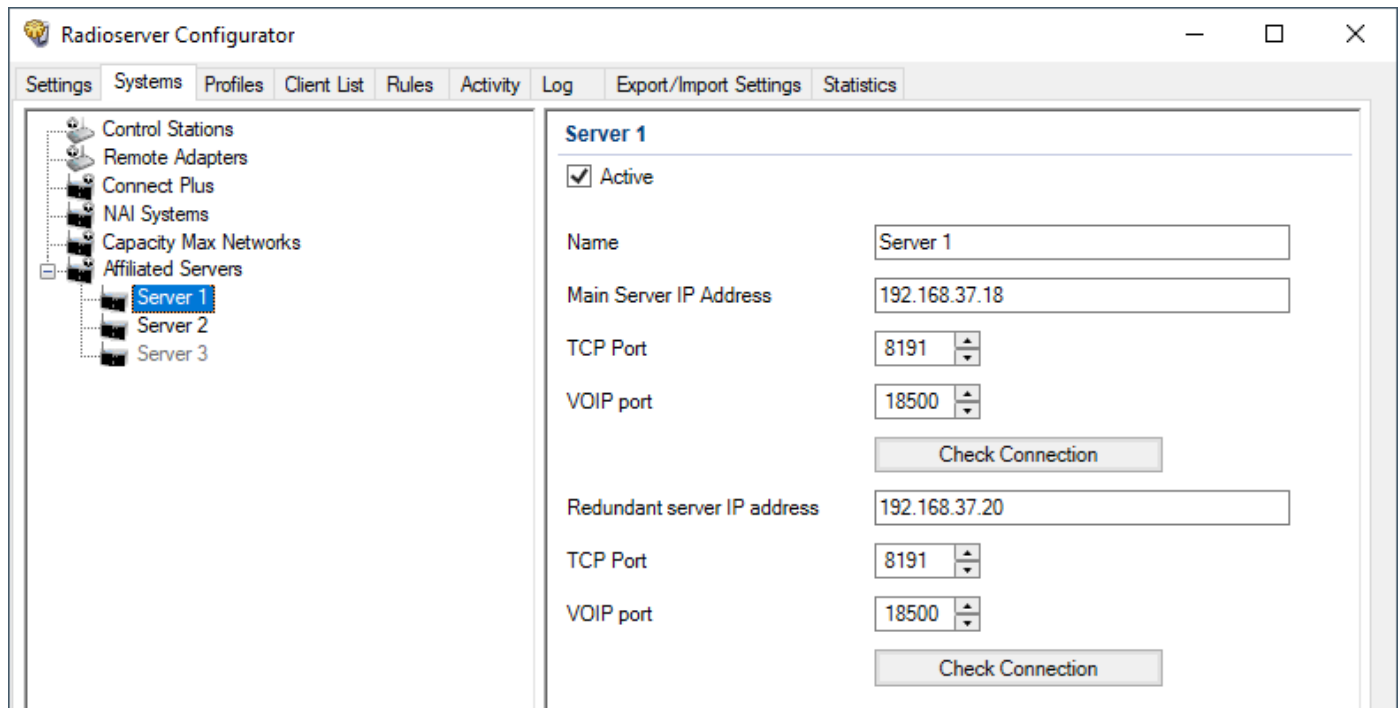 Radioserver Configurator
Settings Systems Profiles Client List Rules Activity Log Export/Import Settings Statistics
Control Stations
Remote Adapters
Connect Plus
NAI Systems
Capacity Max Networks
Affiliated Servers
Server 1
Server 2
Server 3
Server 1
Active
Name Server 1
Main Server IP Address 192.168.37.18
TCP Port 8191
VOIP port 18500
Check Connection
Redundant server IP address 192.168.37.20
TCP Port 8191
VOIP port 18500
Check Connection